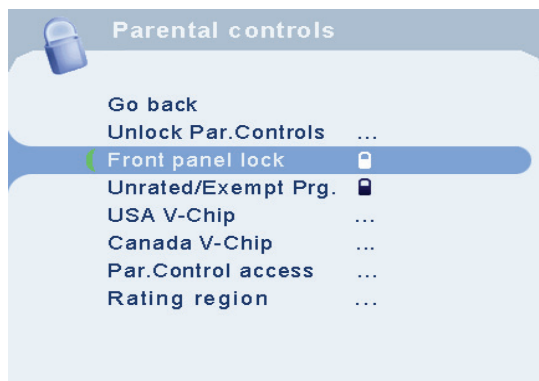 Parental controls
Go back
Unlock Par.Controls ...
Front panel lock
Unrated/Exempt Prg.
USA V-Chip ...
Canada V-Chip ...
Par.Control access ...
Rating region ...